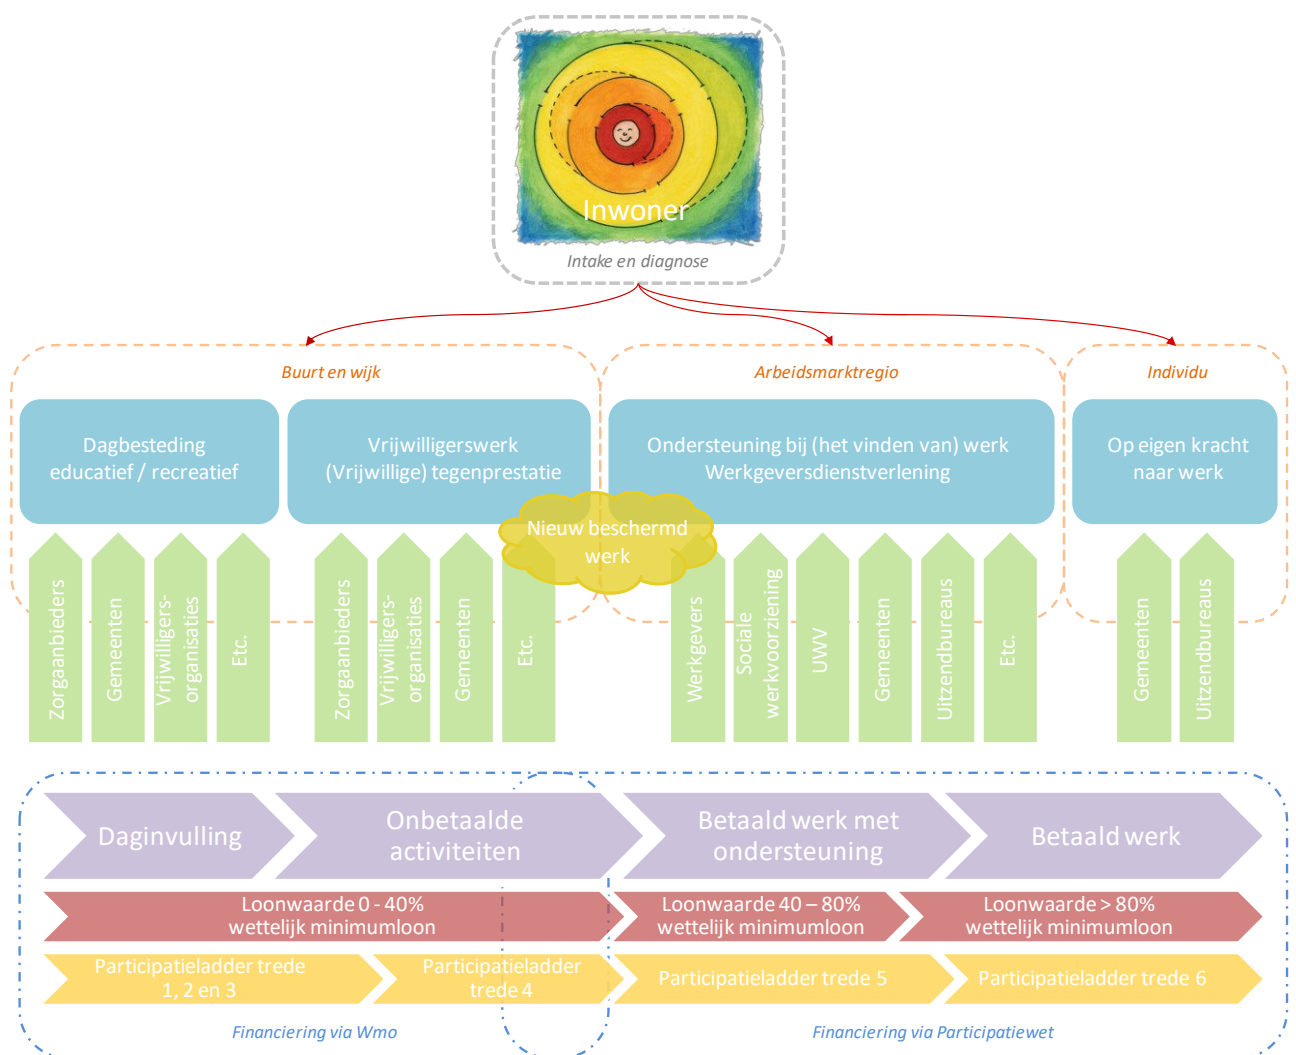 Inwoner
Intake en diagnose
Buurt en wijk
Arbeidsmarktregio
Individu
Dagbesteding
educatief / recreatief
Vrijwilligerswerk
(Vrijwillige) tegenprestatie
Ondersteuning bij (het vinden van) werk
Werkgeversdienstverlening
Op eigen kracht
naar werk
Nieuw beschermd
werk
Zorgaanbieders
Gemeenten
Vrijwilligers-
organisaties
Etc.
Zorgaanbieders
Vrijwilligers-
organisaties
Gemeenten
Etc.
Werkgevers
Sociale
werkvoorziening
UWV
Gemeenten
Uitzendbureaus
Etc.
Gemeenten
Uitzendbureaus
Daginvulling
Onbetaalde
activiteiten
Betaald werk met
ondersteuning
Betaald werk
Loonwaarde 0 - 40%
wettelijk minimumloon
Loonwaarde 40 – 80%
wettelijk minimumloon
Loonwaarde > 80%
wettelijk minimumloon
Participatieladder trede
1, 2 en 3
Participatieladder
trede 4
Participatieladder trede 5
Participatieladder trede 6
Financiering via Wmo
Financiering via Participatiewet